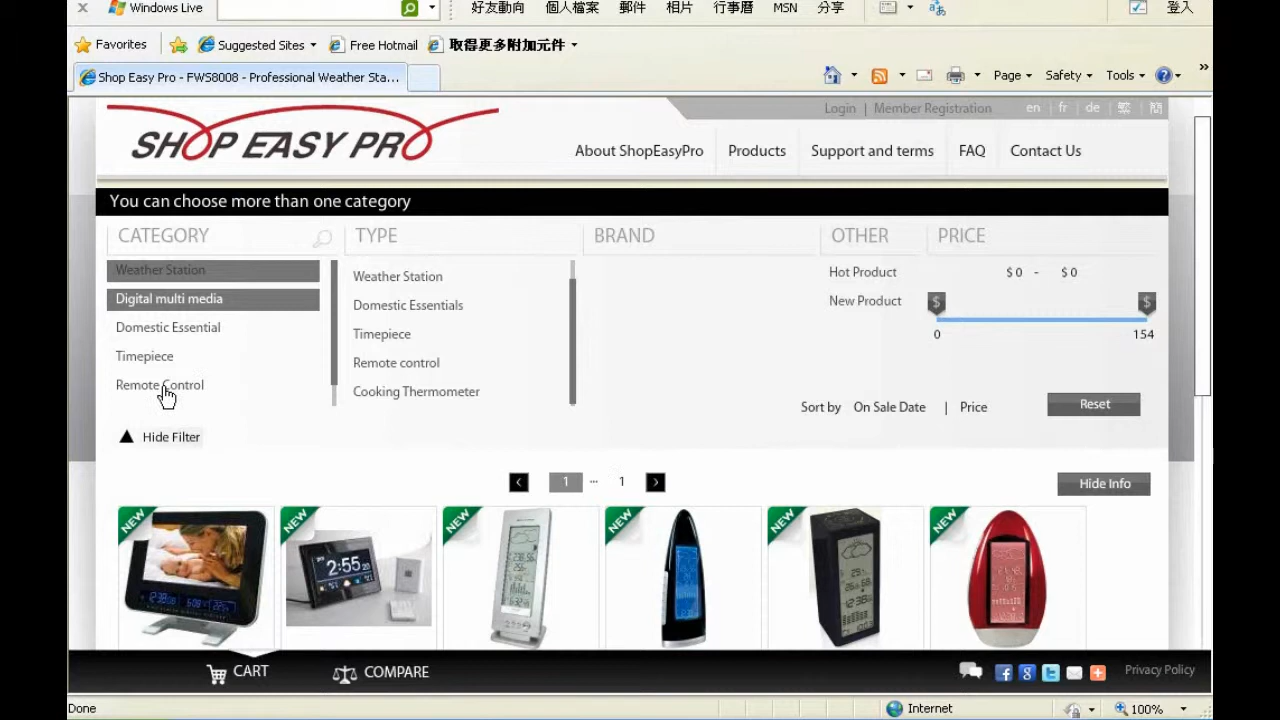 Windows Live
好友動向 個人檔案 郵件 相片 行事曆 MSN 分享 登入
Favorites Suggested Sites Free Hotmail 取得更多附加元件
Shop Easy Pro - FWS8008 - Professional Weather Sta...
Page Safety Tools
Login | Member Registration en fr de 繁 简
SHOP EASY PRO
About ShopEasyPro Products Support and terms FAQ Contact Us
You can choose more than one category
CATEGORY TYPE BRAND OTHER PRICE
Weather Station Weather Station Hot Product $ 0 - $ 0
Digital multi media Domestic Essentials New Product $ $
Domestic Essential Timepiece 0 154
Timepiece Remote control
Remote Control Cooking Thermometer
Sort by On Sale Date | Price Reset
Hide Filter
< 1 ... 1 > Hide Info
NEW NEW NEW NEW NEW NEW
2:55
CART COMPARE Privacy Policy
Done Internet 100%